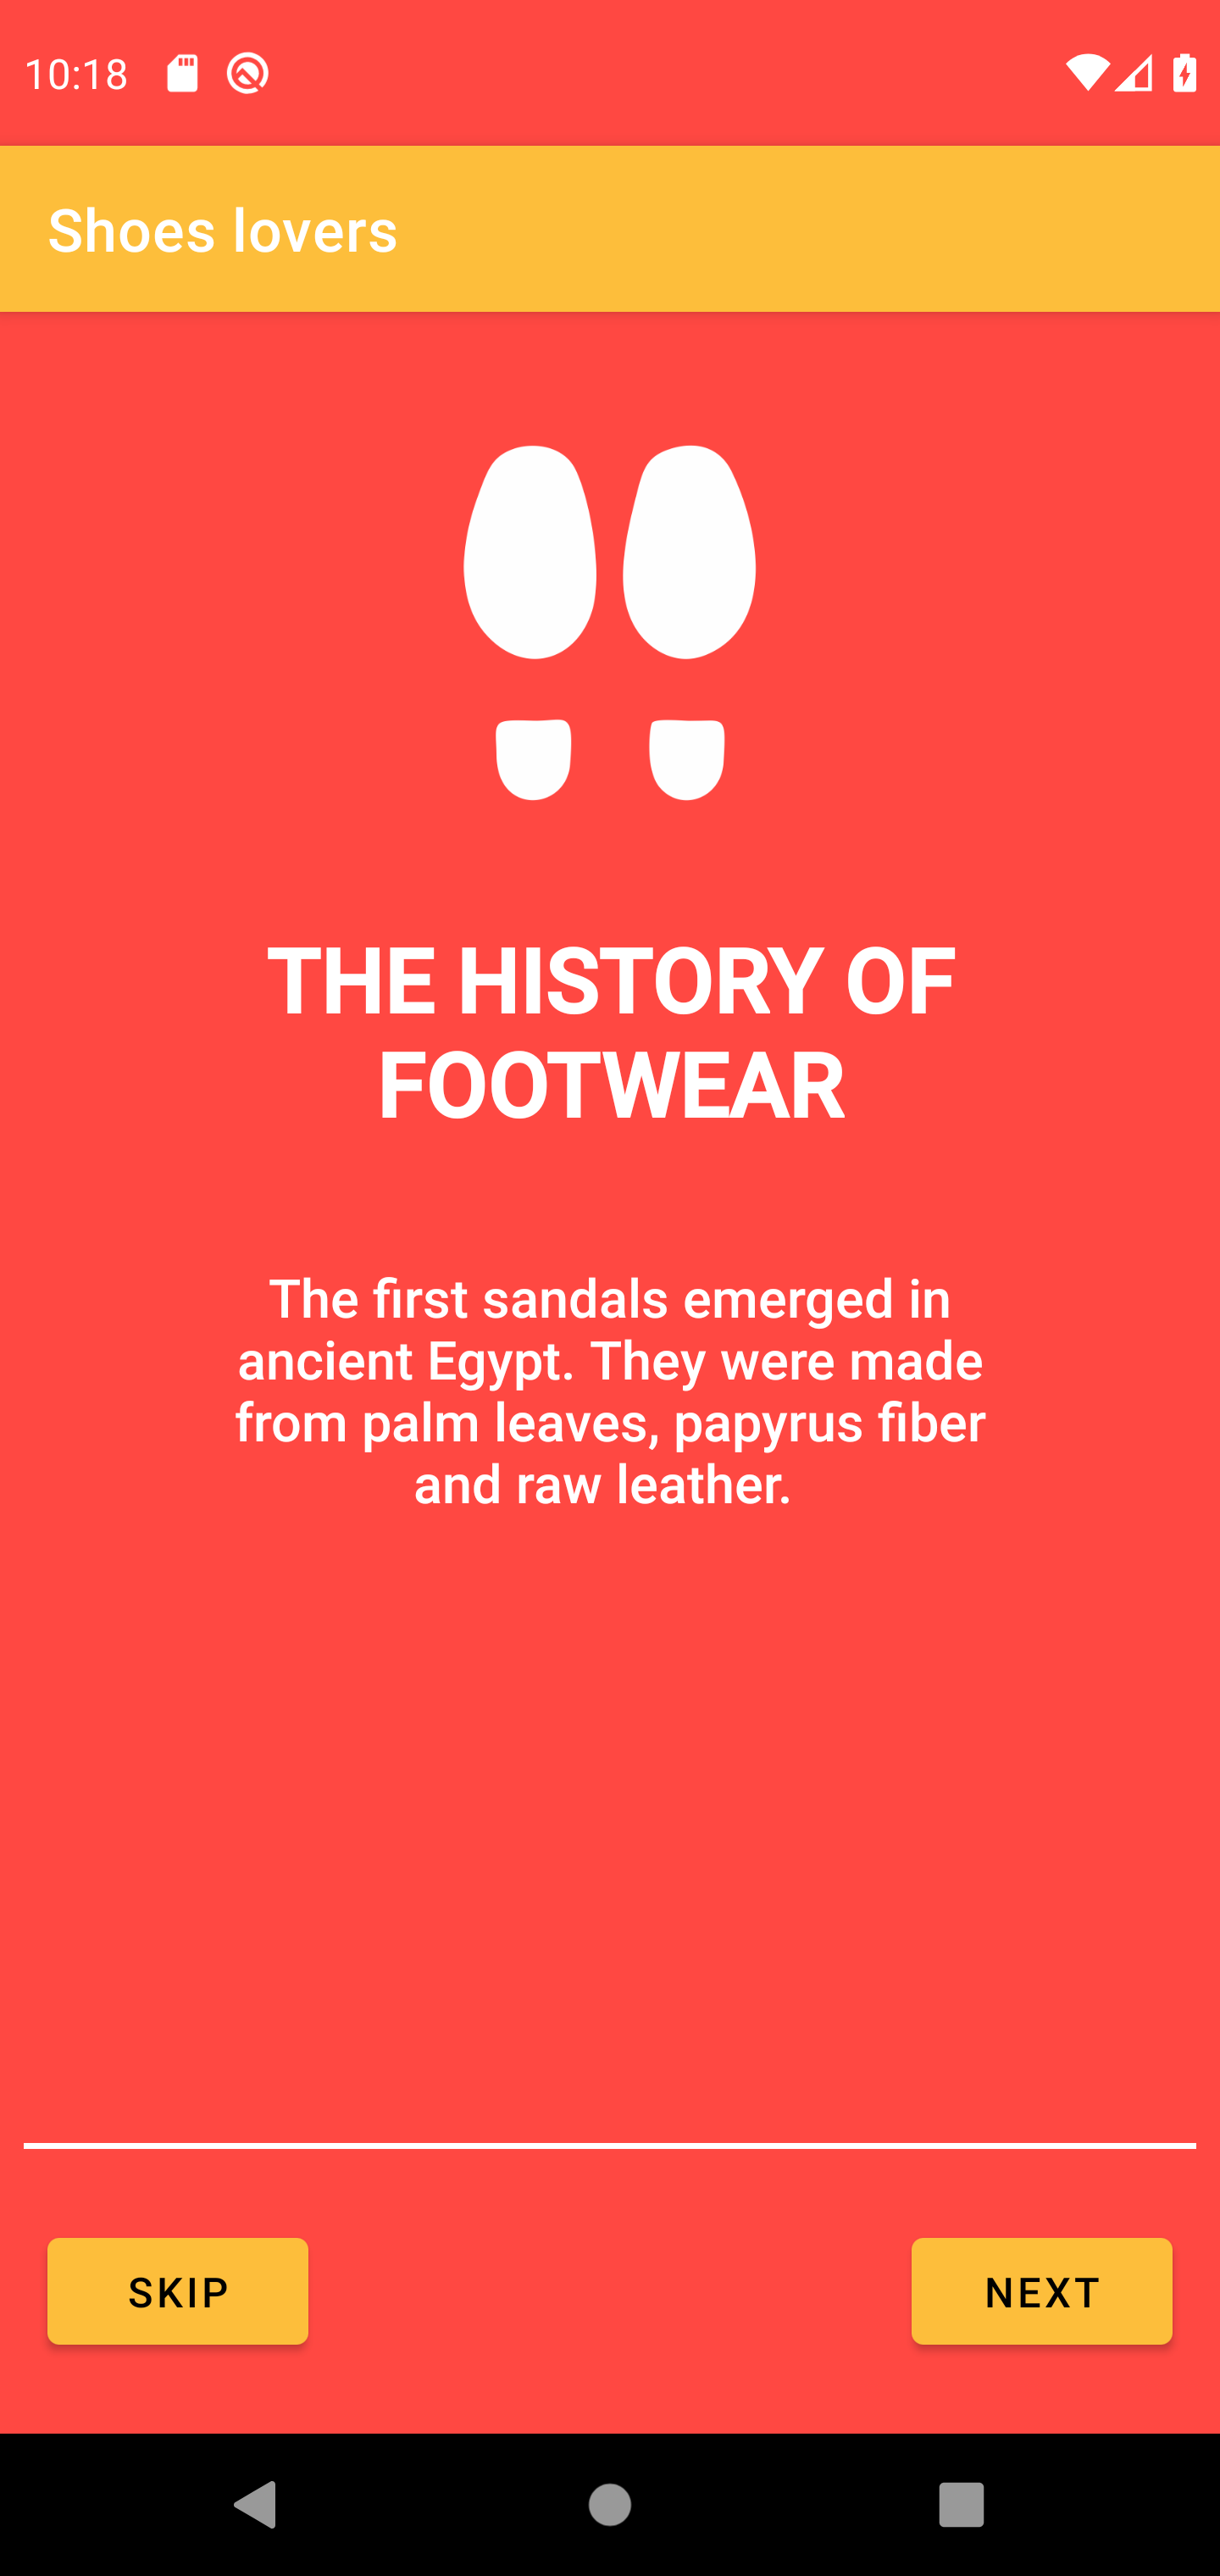 10:18
Shoes lovers
THE HISTORY OF
FOOTWEAR
The first sandals emerged in
ancient Egypt. They were made
from palm leaves, papyrus fiber
and raw leather.
SKIP
NEXT